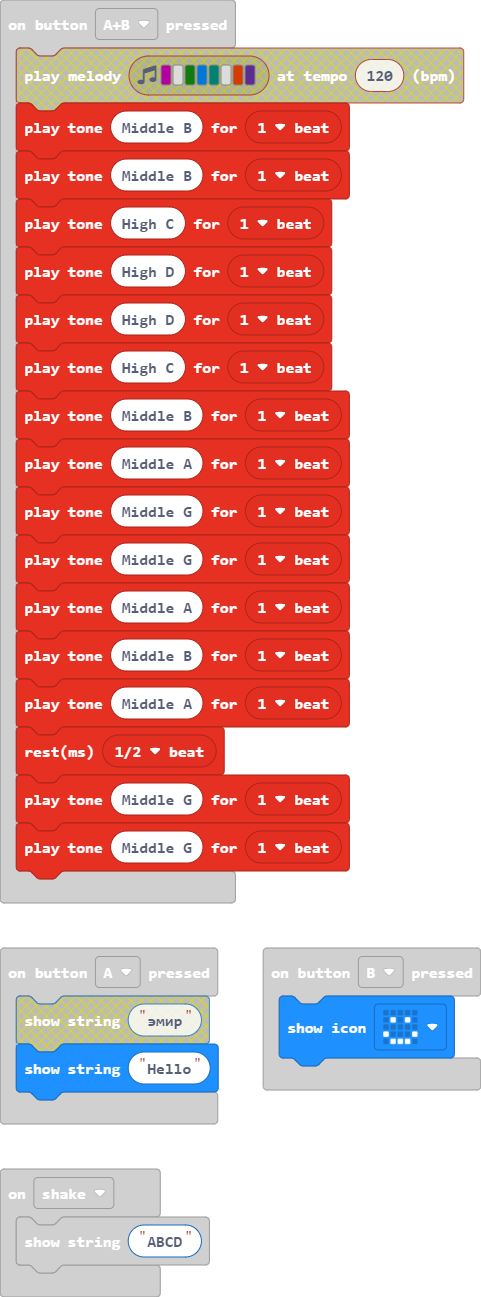 on button A+B pressed
play melody at tempo 120 (bpm)
play tone Middle B for 1 beat
play tone Middle B for 1 beat
play tone High C for 1 beat
play tone High D for 1 beat
play tone High D for 1 beat
play tone High C for 1 beat
play tone Middle B for 1 beat
play tone Middle A for 1 beat
play tone Middle G for 1 beat
play tone Middle G for 1 beat
play tone Middle A for 1 beat
play tone Middle B for 1 beat
play tone Middle A for 1 beat
rest(ms) 1/2 beat
play tone Middle G for 1 beat
play tone Middle G for 1 beat
on button A pressed
show string "эмир"
show string "Hello"
on button B pressed
show icon
on shake
show string "ABCD"